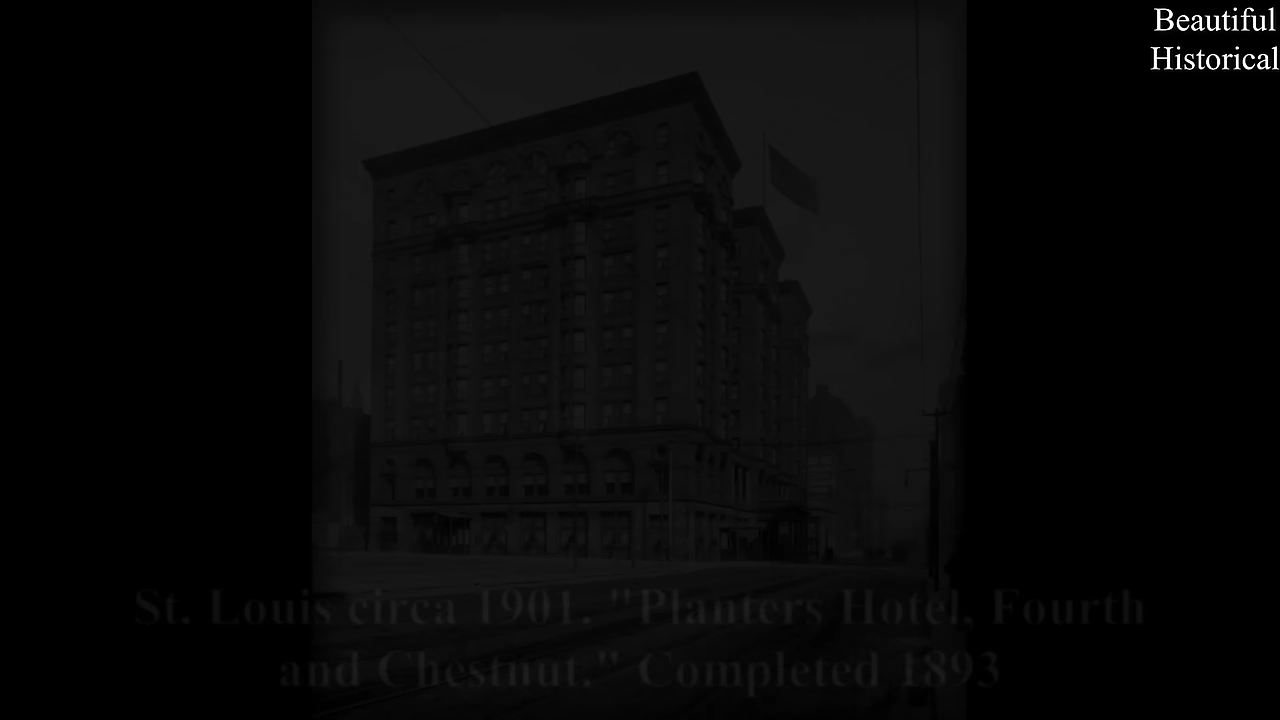 Beautiful
Historical
St. Louis circa 1901. "Planters Hotel, Fourth
and Chestnut." Completed 1893